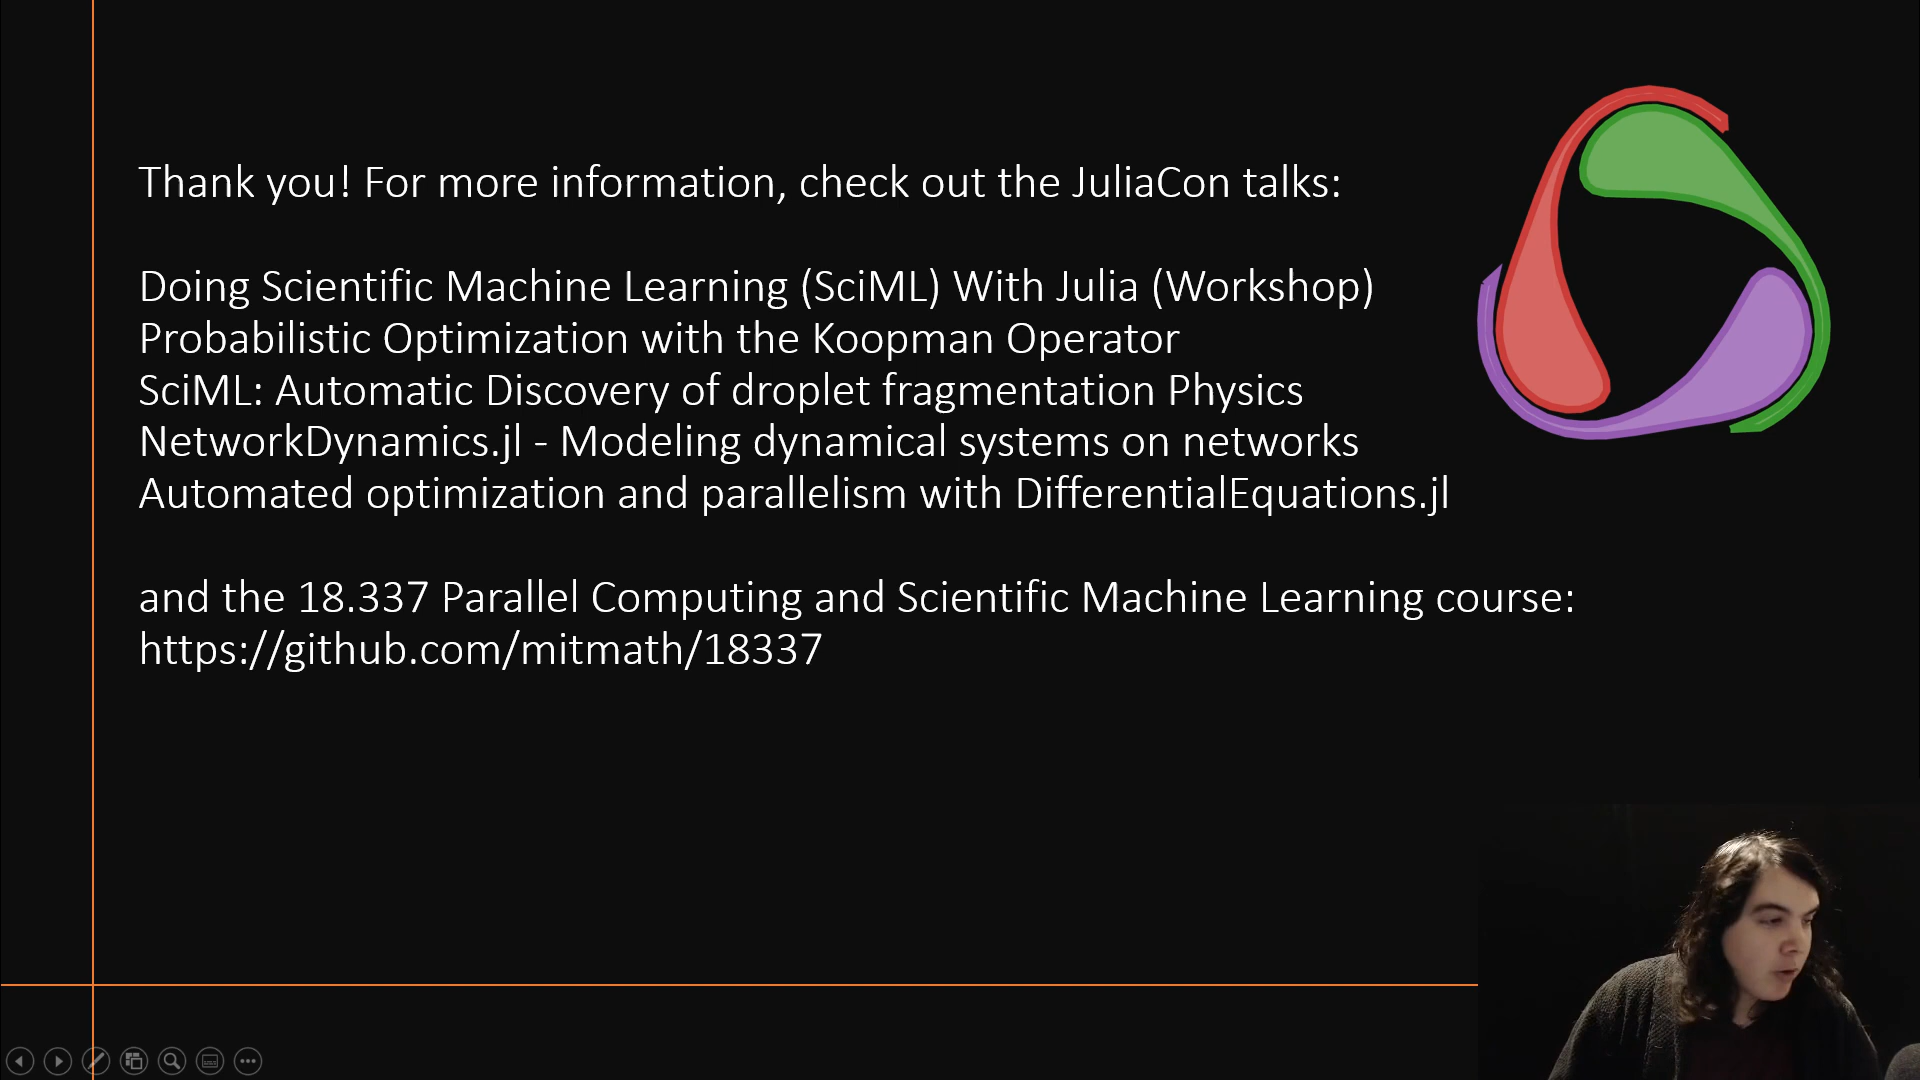 Thank you! For more information, check out the JuliaCon talks:
Doing Scientific Machine Learning (SciML) With Julia (Workshop)
Probabilistic Optimization with the Koopman Operator
SciML: Automatic Discovery of droplet fragmentation Physics
NetworkDynamics.jl - Modeling dynamical systems on networks
Automated optimization and parallelism with DifferentialEquations.jl
and the 18.337 Parallel Computing and Scientific Machine Learning course:
https://github.com/mitmath/18337